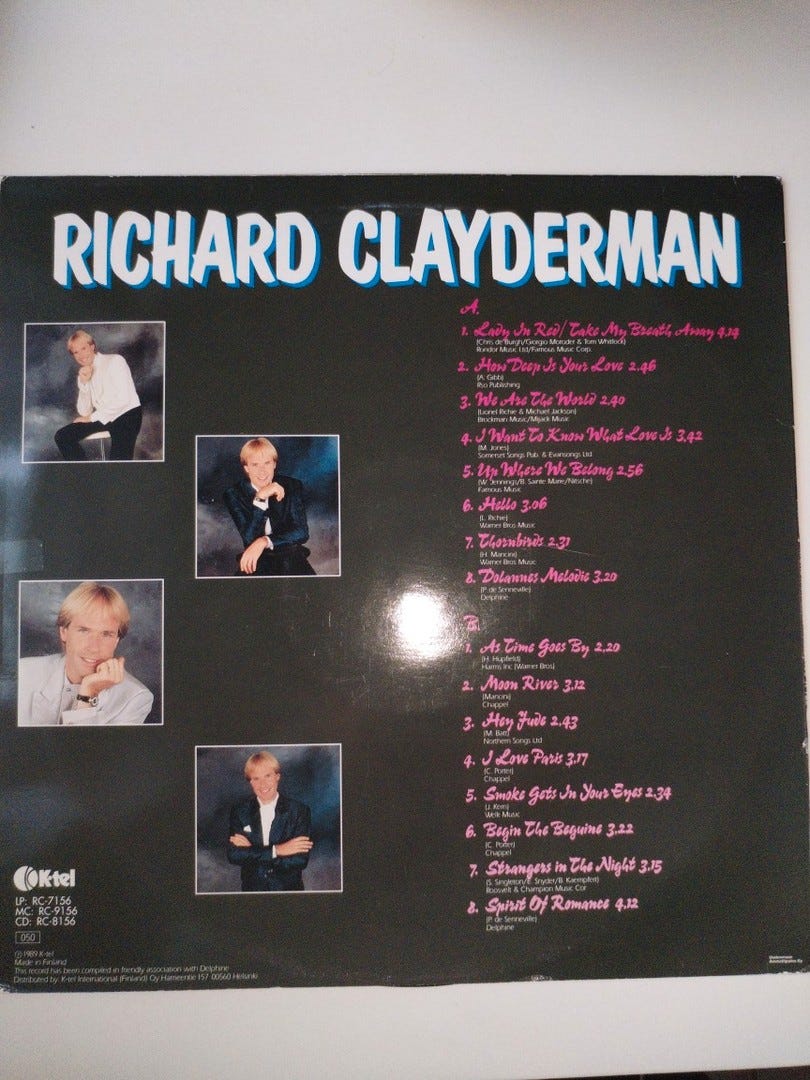 RICHARD CLAYDERMAN
A.
1. Lady In Red/Take My Breath Away 4.14
(Chris de Burgh/Giorgio Moruder & Tom Whitlock)
Rondor Music Ltd/Famous Music Corp.
2. How Deep Is Your Love 2.46
(A. Gibb)
Rso Publishing
3. We Are The World 2.40
(Lionel Richie & Michael Jackson)
Brockman Music/Mijack Music
4. I Want To Know What Love Is 3.42
(M. Jones)
Somerset Songs Pub. & Evansongs Ltd
5. Up Where We Belong 2.56
(W. Jennings/B. Sainte Marie/Nitsche)
Famous Music
6. Hello 3.06
(L. Richie)
Warner Bros Music
7. Thornbirds 2.31
(H. Mancini)
Warner Bros Music
8. Dolannes Melodie 3.20
(P. de Senneville)
Delphine
B.
1. As Time Goes By 2.20
(H. Hupfield)
Harms Inc (Warner Bros)
2. Moon River 3.12
(Mancini)
Chappel
3. Hey Jude 2.43
(M. Batt)
Northern Songs Ltd
4. I Love Paris 3.17
(C. Porter)
Chappel
5. Smoke Gets In Your Eyes 2.34
(J. Kern)
Welk Music
6. Begin The Beguine 3.22
(C. Porter)
Chappel
7. Strangers in The Night 3.15
(S. Singleton/E. Snyder/B. Kaempfert)
Roosvelt & Champion Music Cor
8. Spirit Of Romance 4.12
(P. de Senneville)
Delphine
K-tel
LP: RC-7156
MC: RC-9156
CD: RC-8156
050
℗ 1989 K-tel
Made in Finland
This record has been compiled in friendly association with Delphine
Distributed by: K-tel International (Finland) Oy Hämeentie 157 00560 Helsinki